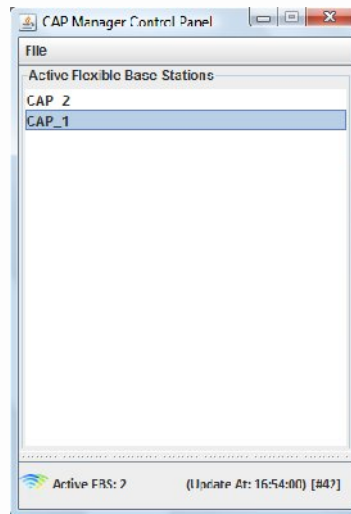 CAP Manager Control Panel
File
Active Flexible Base Stations
CAP_2
CAP_1
Active FBS: 2 (Update At: 16:54:00) [#42]